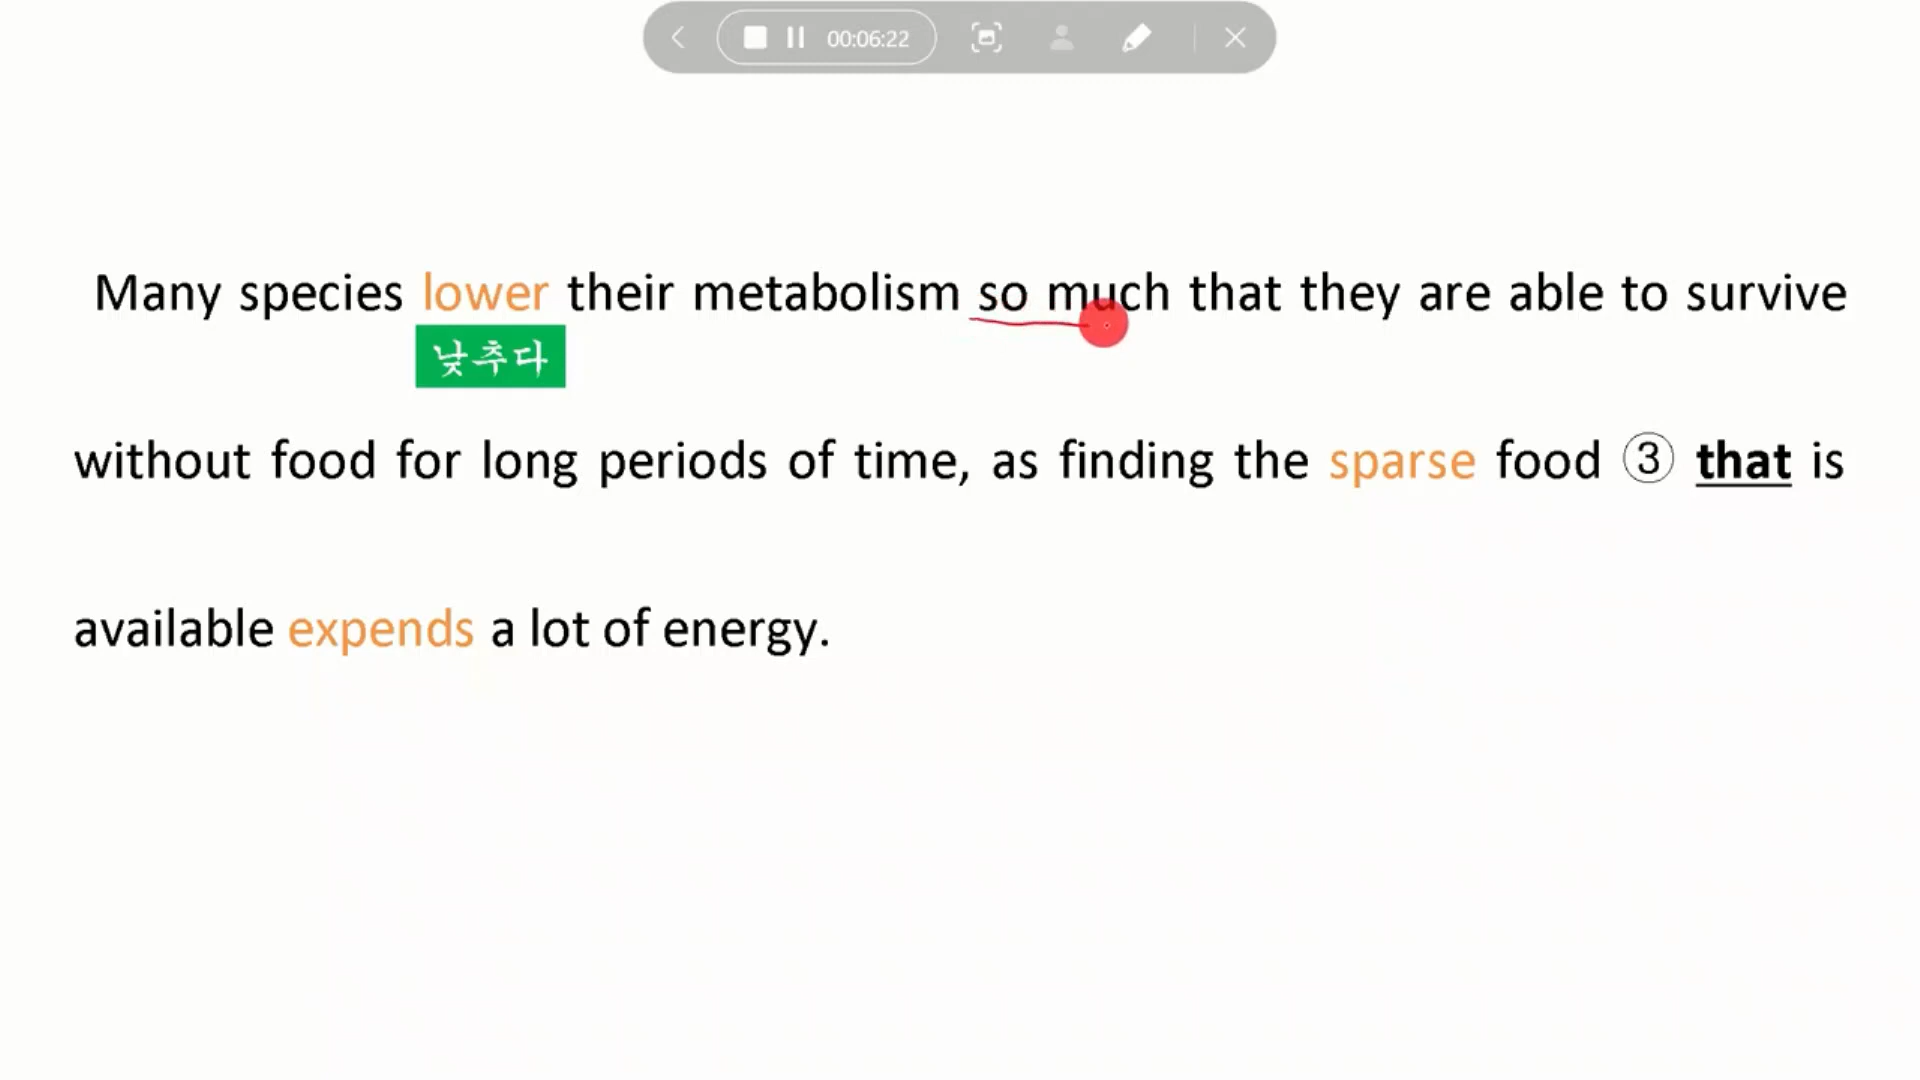 00:06:22
Many species lower their metabolism so much that they are able to survive
낮추다
without food for long periods of time, as finding the sparse food ③ that is
available expends a lot of energy.